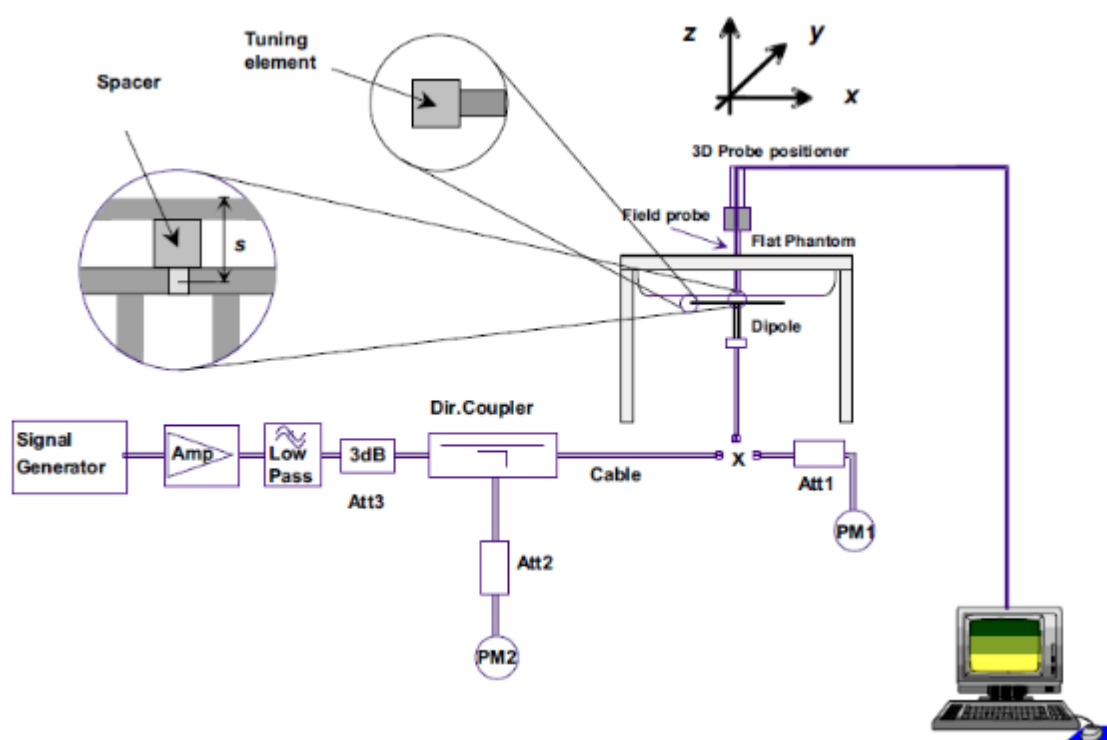 Tuning
element
z
y
x
Spacer
3D Probe positioner
Field probe
Flat Phantom
s
Dipole
Dir.Coupler
Signal
Generator
Amp
Low
Pass
3dB
Att3
Cable
X
Att1
PM1
Att2
PM2